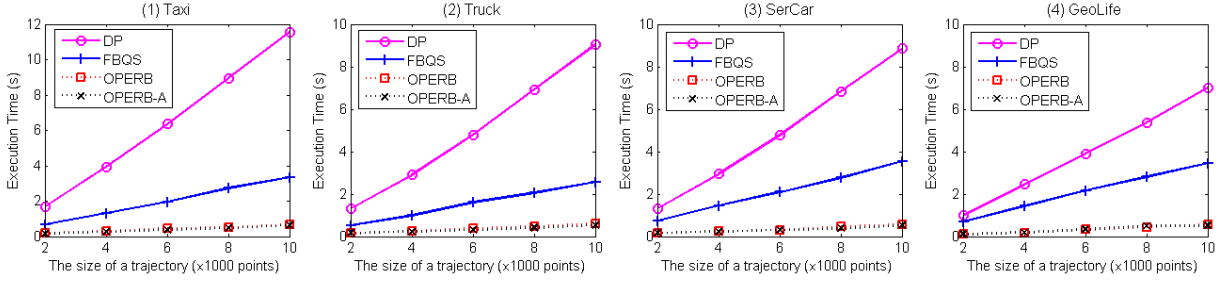 (1) Taxi
12
10
8
6
4
2
0
2 4 6 8 10
Execution Time (s)
The size of a trajectory (×1000 points)
DP
FBQS
OPERB
OPERB-A
(2) Truck
10
8
6
4
2
0
2 4 6 8 10
Execution Time (s)
The size of a trajectory (×1000 points)
DP
FBQS
OPERB
OPERB-A
(3) SerCar
10
8
6
4
2
0
2 4 6 8 10
Execution Time (s)
The size of a trajectory (×1000 points)
DP
FBQS
OPERB
OPERB-A
(4) GeoLife
10
8
6
4
2
0
2 4 6 8 10
Execution Time (s)
The size of a trajectory (×1000 points)
DP
FBQS
OPERB
OPERB-A